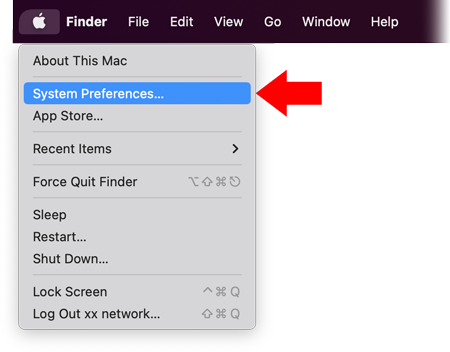 Finder File Edit View Go Window Help
About This Mac
System Preferences...
App Store...
Recent Items
Force Quit Finder ⌥⇧⌘⎋
Sleep
Restart...
Shut Down...
Lock Screen ^⌘Q
Log Out xx network... ⇧⌘Q